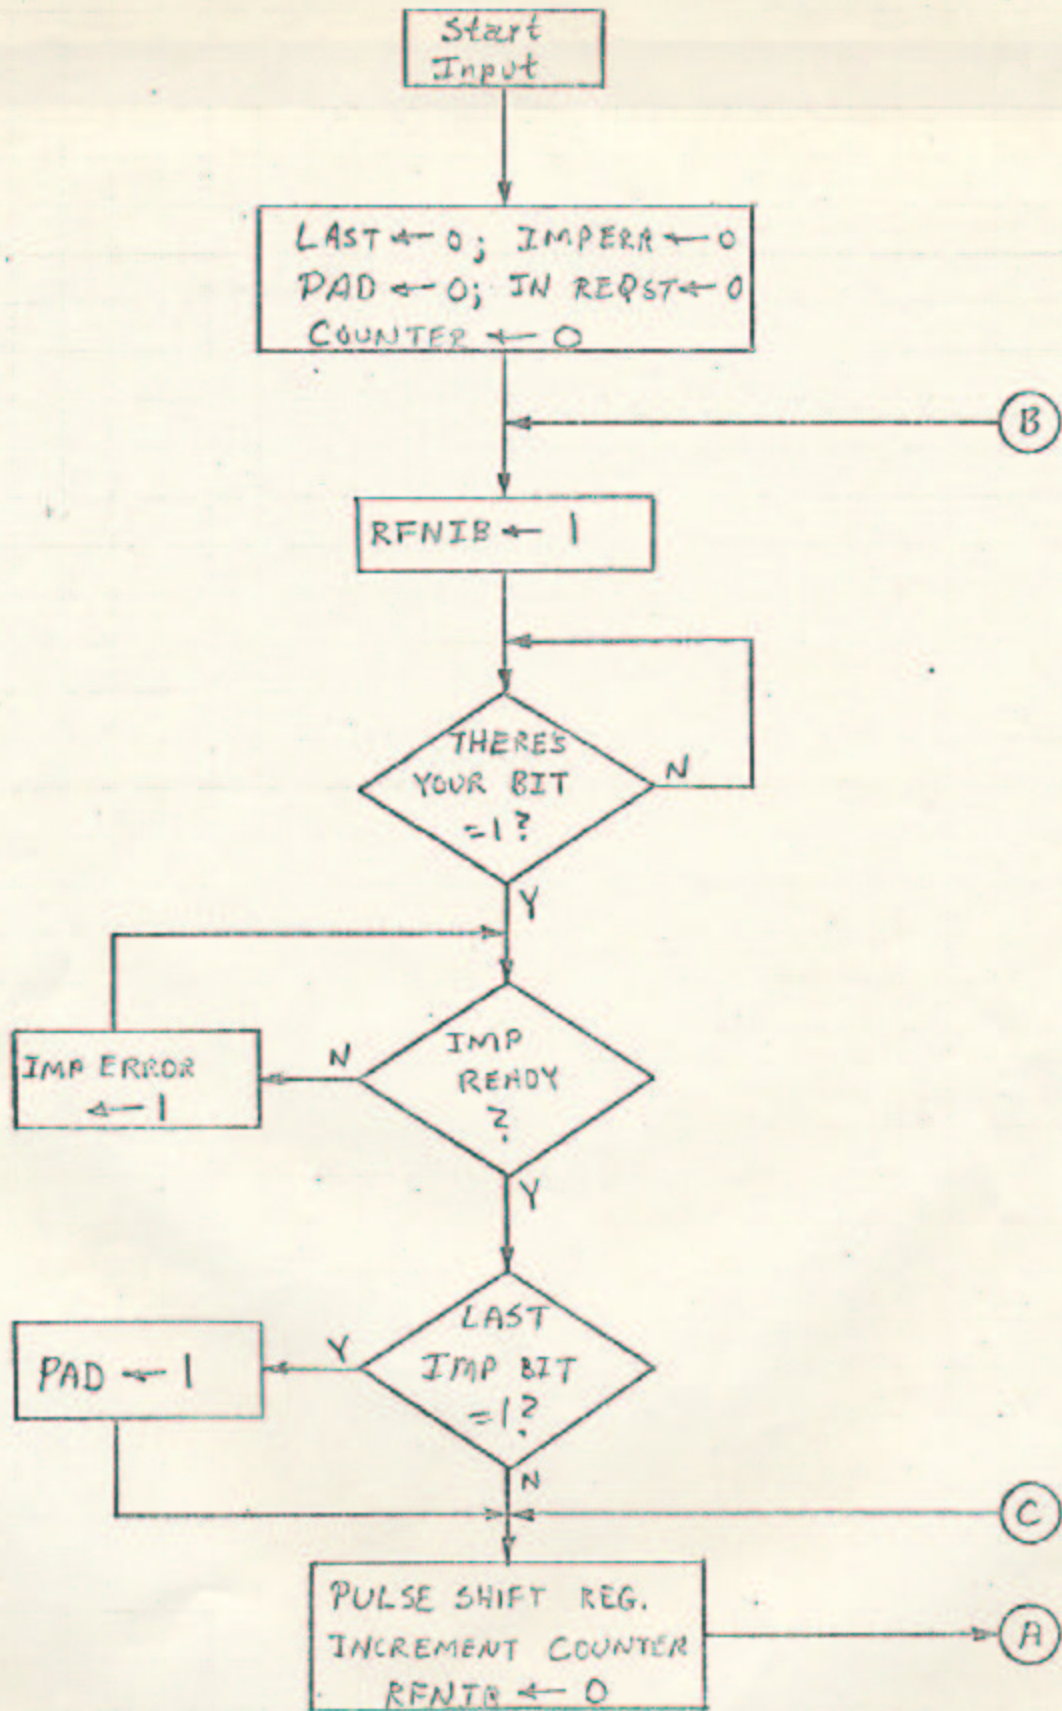 Start
Input
LAST ← 0; IMPERR ← 0
PAD ← 0; IN REQST ← 0
COUNTER ← 0
B
RFNIB ← 1
THERE'S
YOUR BIT
=1?
N
Y
IMP
READY
?
N
IMP ERROR
← 1
Y
LAST
IMP BIT
=1?
Y
PAD ← 1
N
C
PULSE SHIFT REG.
INCREMENT COUNTER
RFNIB ← 0
A